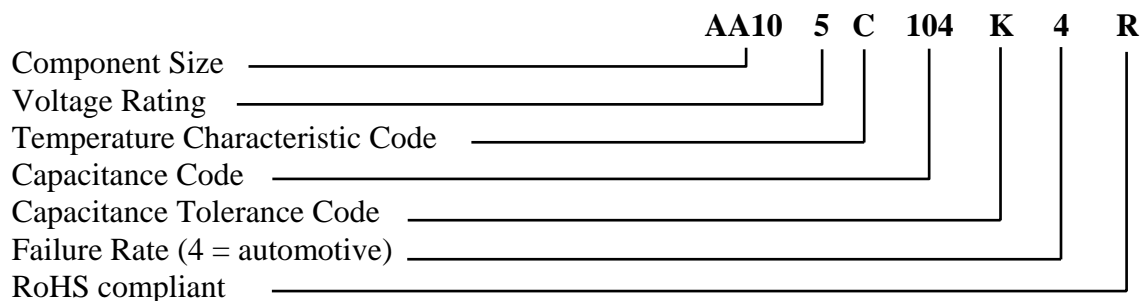 AA10 5 C 104 K 4 R
Component Size
Voltage Rating
Temperature Characteristic Code
Capacitance Code
Capacitance Tolerance Code
Failure Rate (4 = automotive)
RoHS compliant